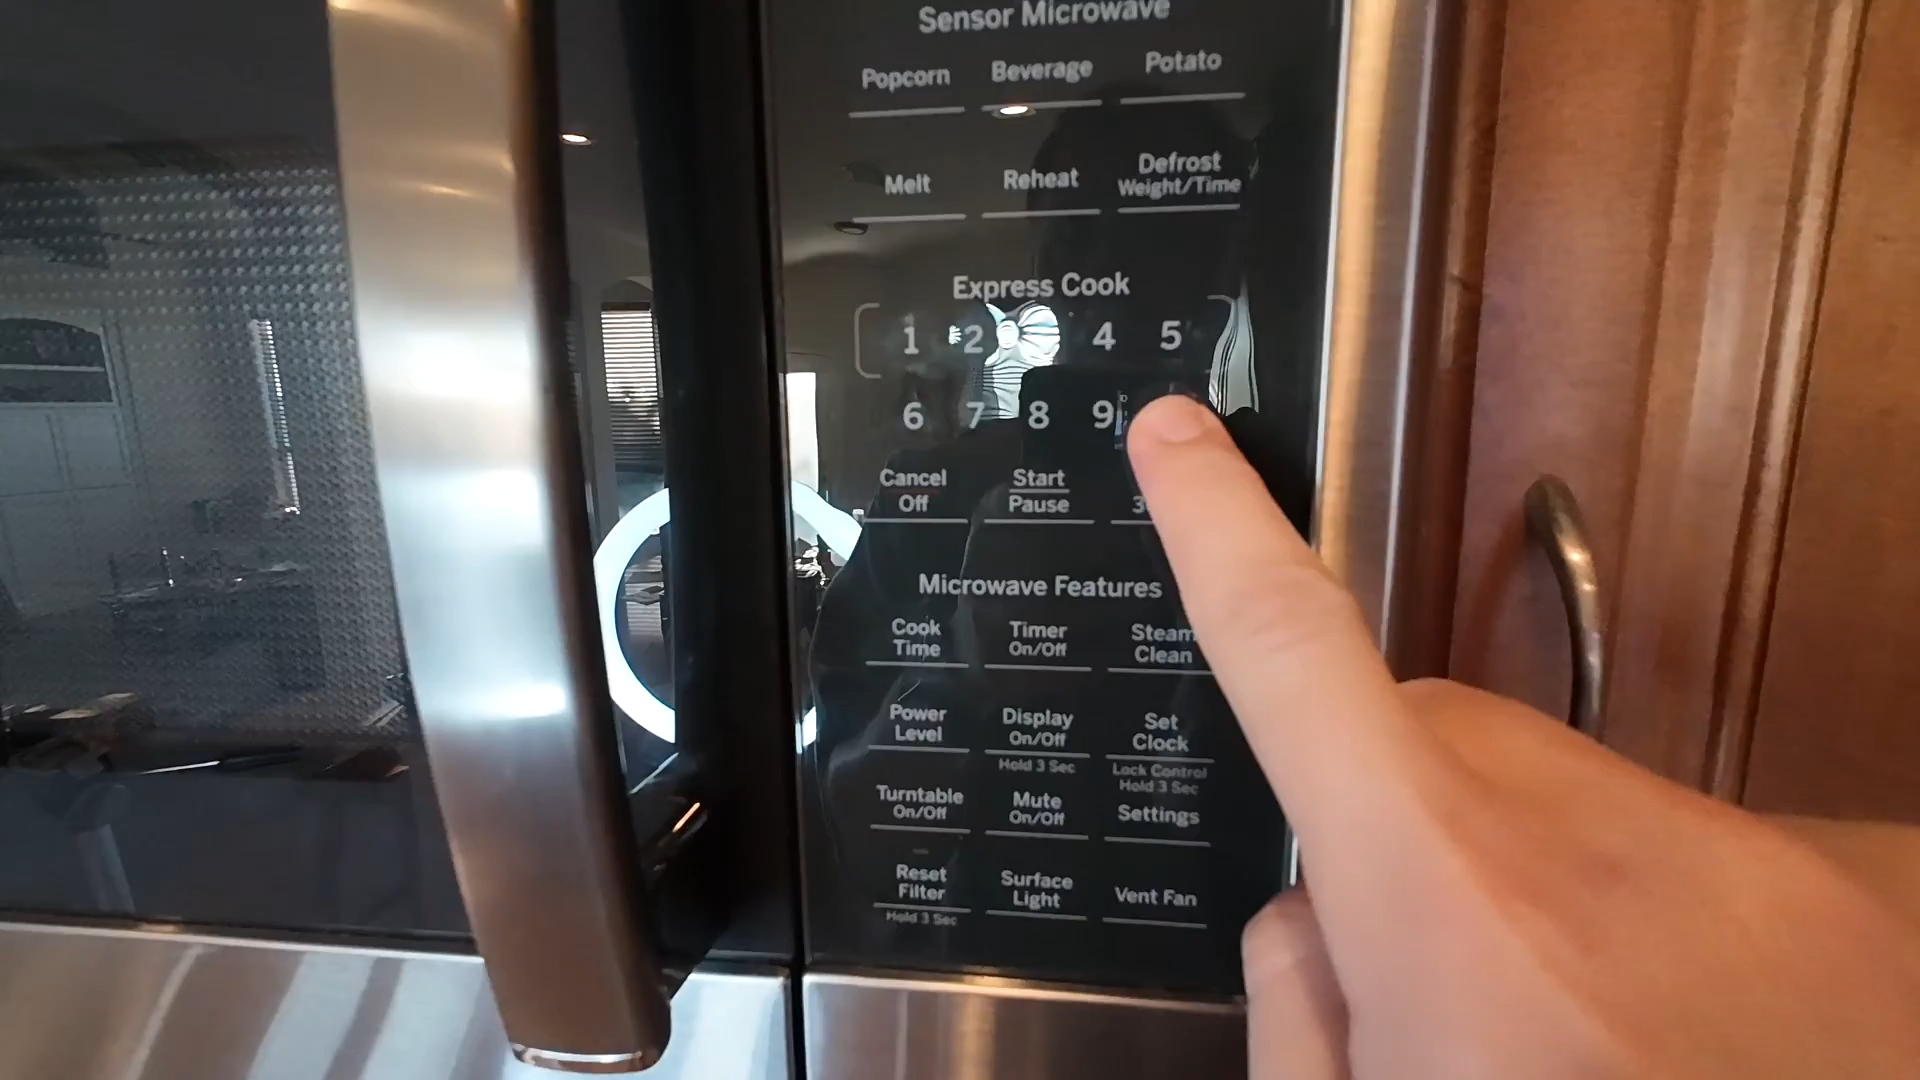 Sensor Microwave
Popcorn Beverage Potato
Melt Reheat Defrost
Weight/Time
Express Cook
1 2 4 5
6 7 8 9
Cancel Start
Off Pause 3
Microwave Features
Cook Timer Steam
Time On/Off Clean
Power Display Set
Level On/Off Clock
Hold 3 Sec Lock Control
Hold 3 Sec
Turntable Mute Settings
On/Off On/Off
Reset Surface Vent Fan
Filter Light
Hold 3 Sec